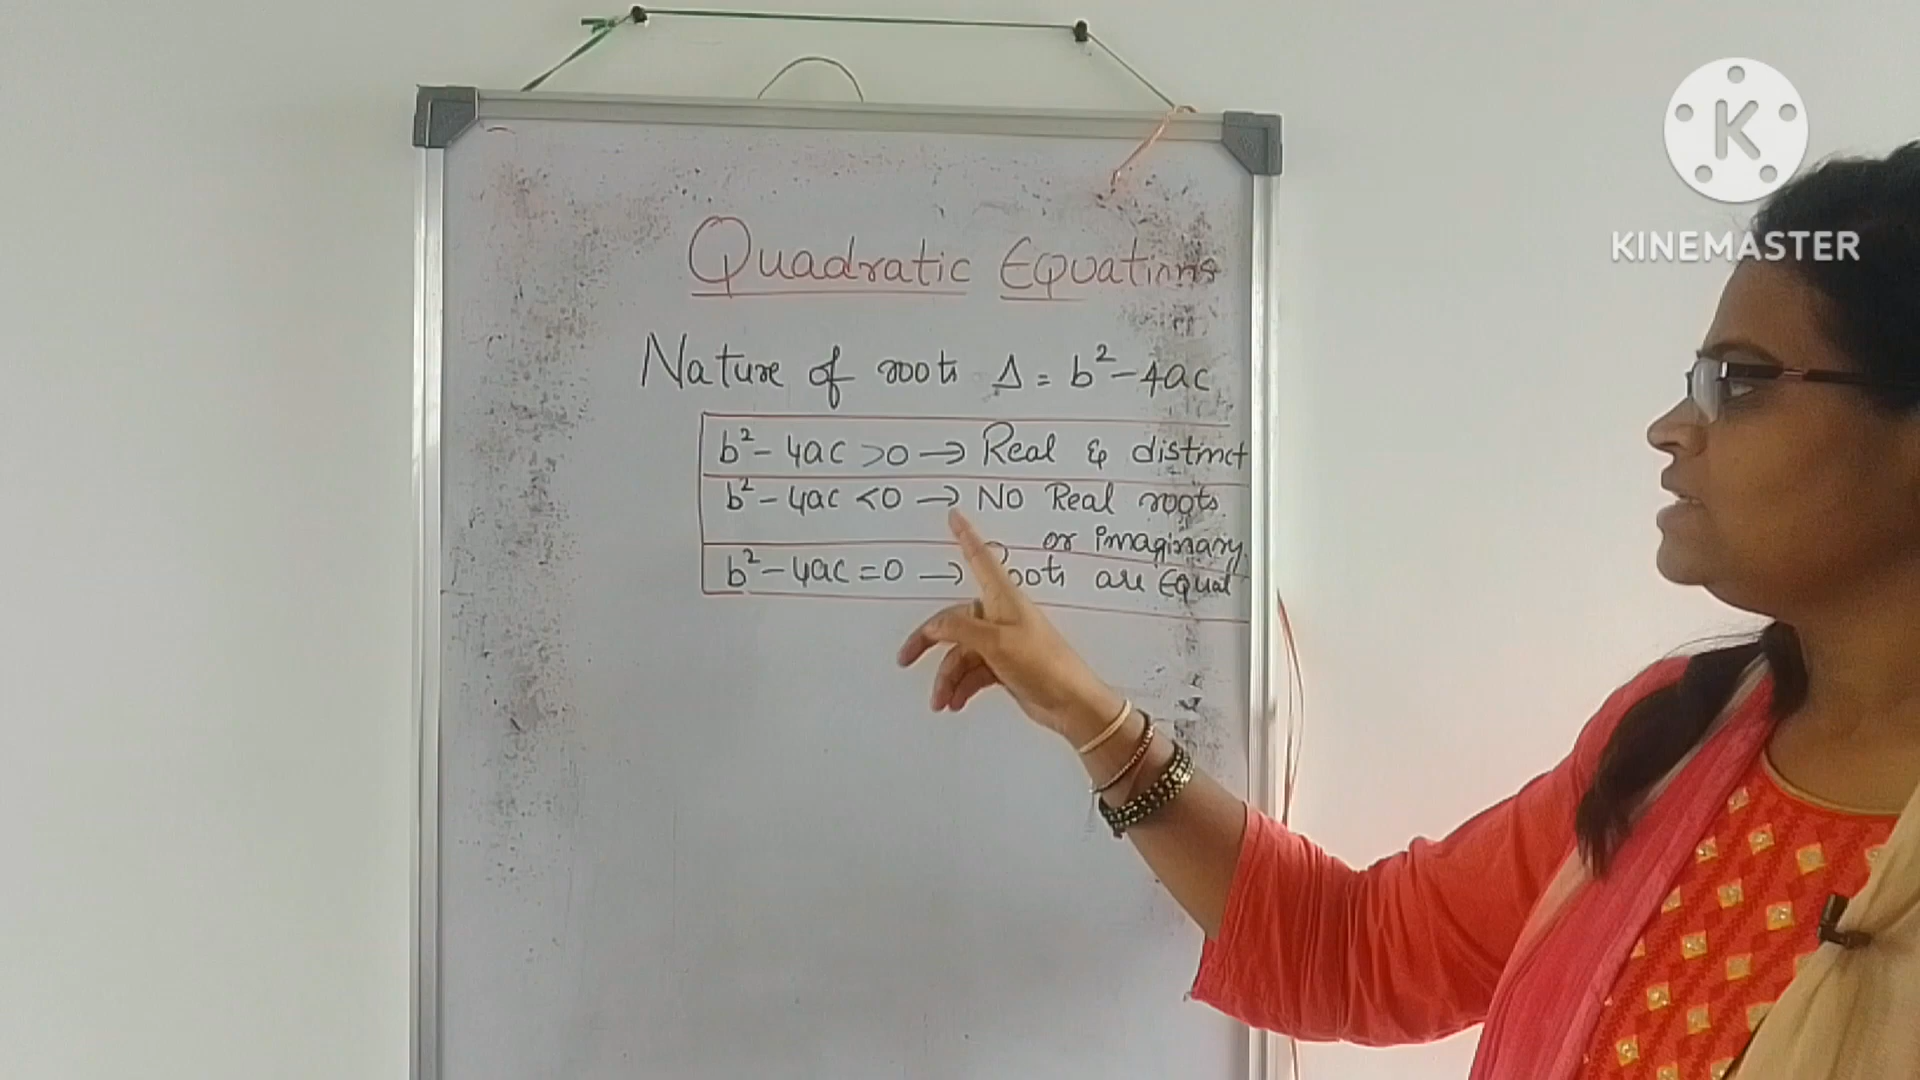 Quadratic Equations
Nature of roots Δ = b² - 4ac
b² - 4ac >0 → Real & distinct
b² - 4ac <0 → No Real roots.
or imaginary.
b² - 4ac = 0 → Roots are Equal
K
KINEMASTER